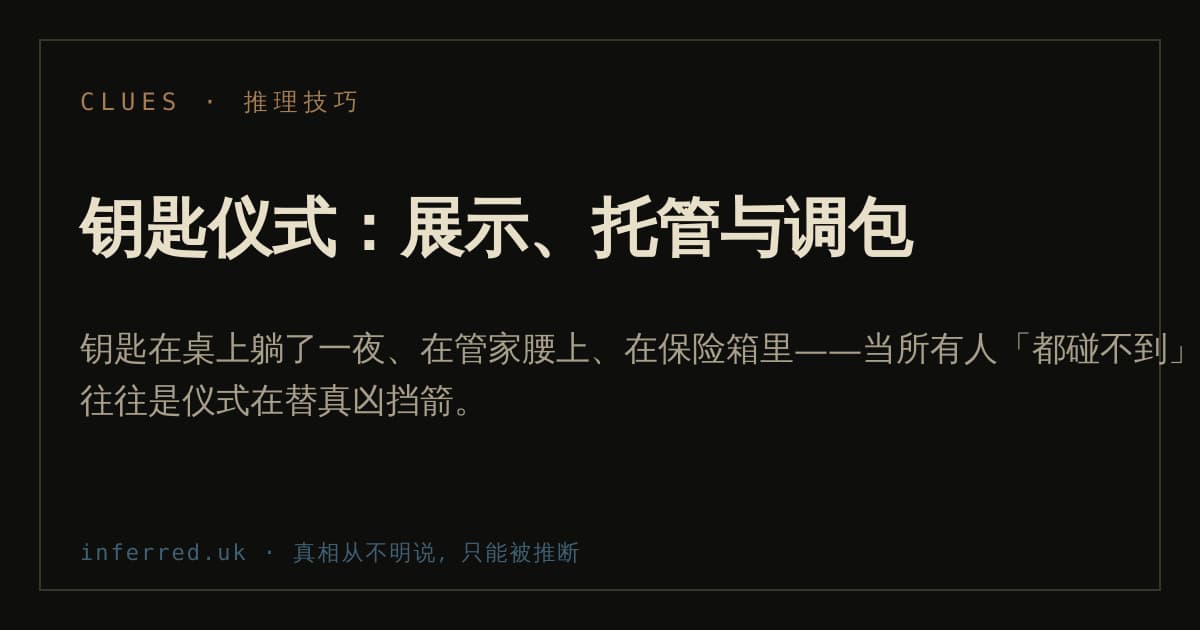 CLUES · 推理技巧
钥匙仪式：展示、托管与调包
钥匙在桌上躺了一夜、在管家腰上、在保险箱里——当所有人「都碰不到」
往往是仪式在替真凶挡箭。
inferred.uk · 真相从不明说，只能被推断